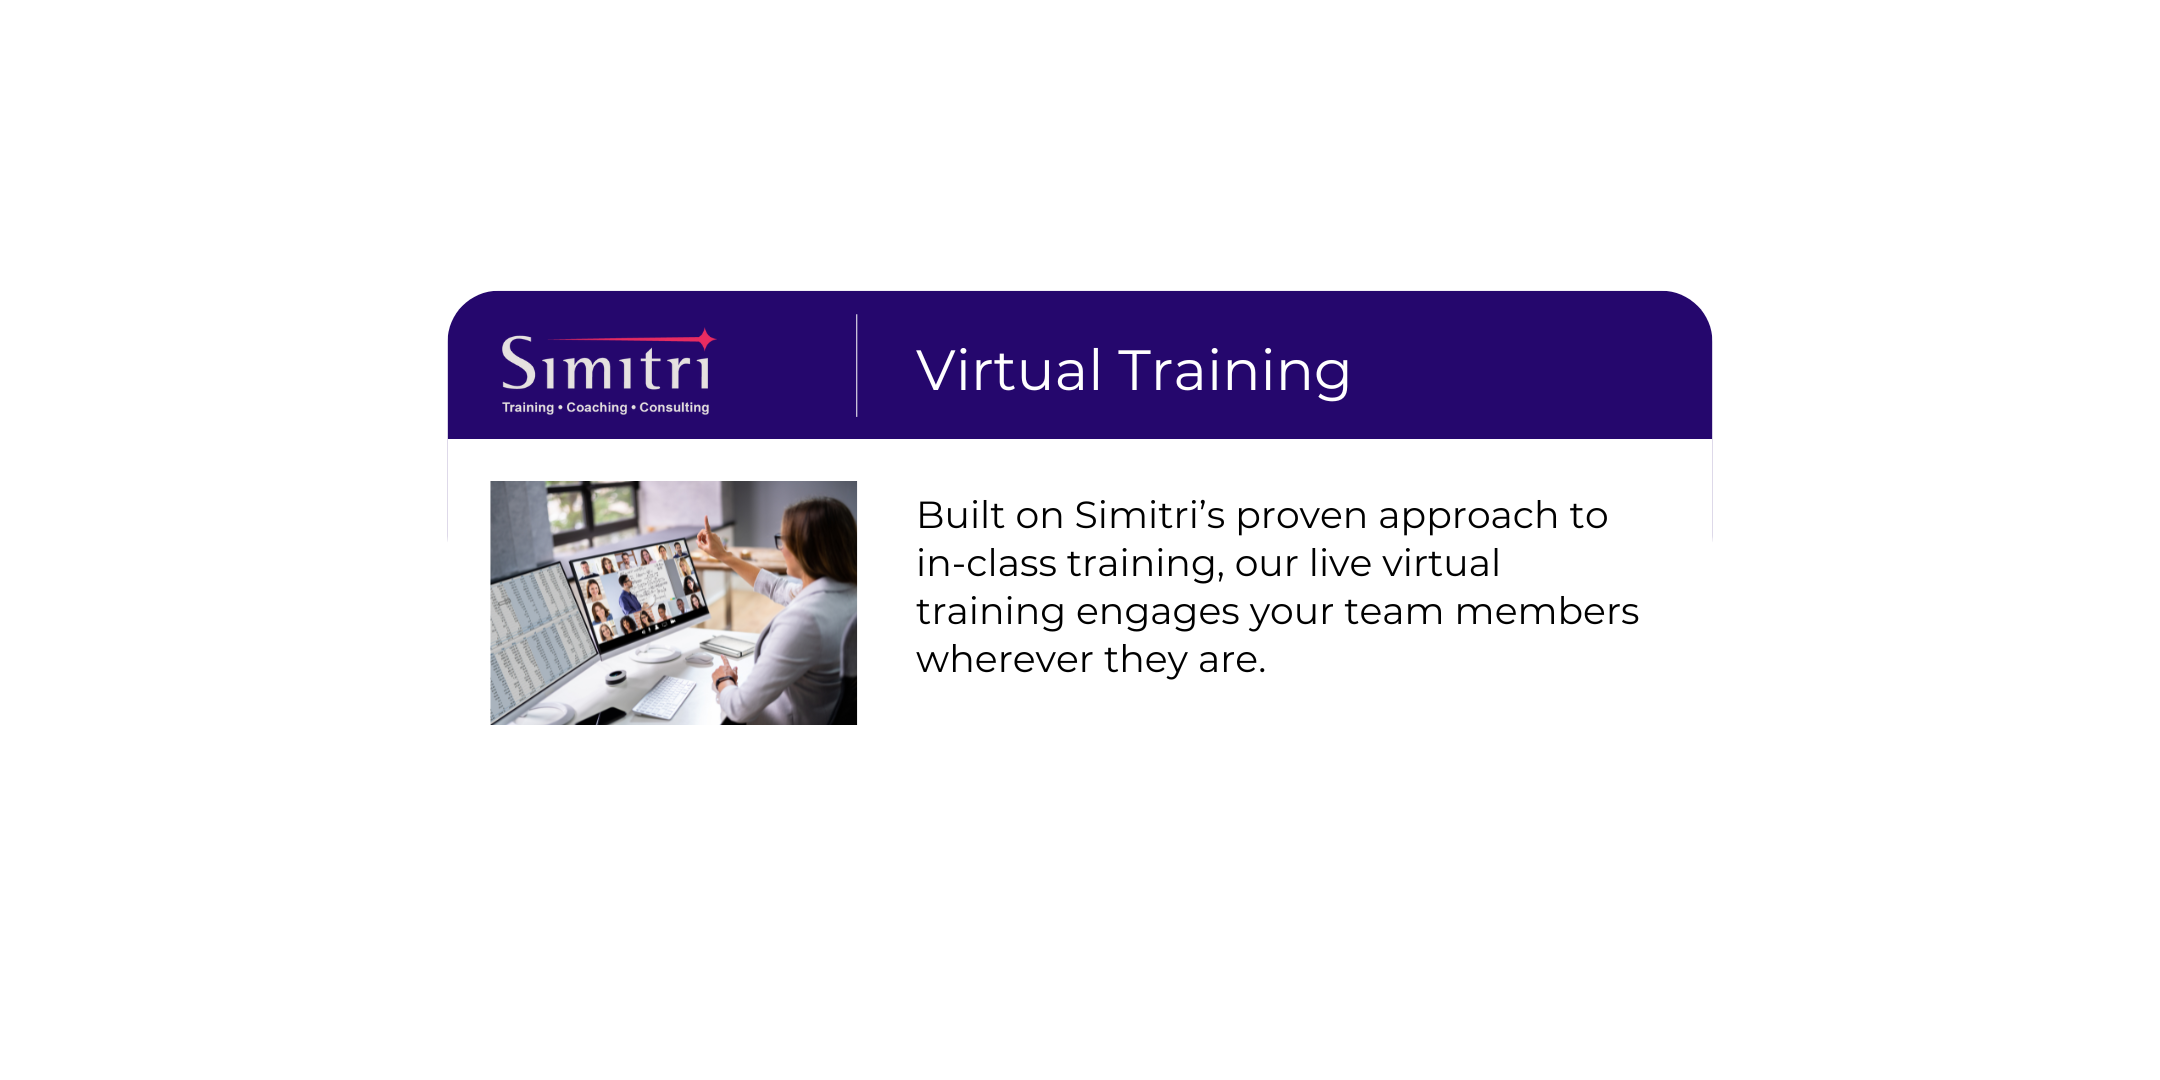 Simitri
Training • Coaching • Consulting
Virtual Training
Built on Simitri’s proven approach to
in-class training, our live virtual
training engages your team members
wherever they are.